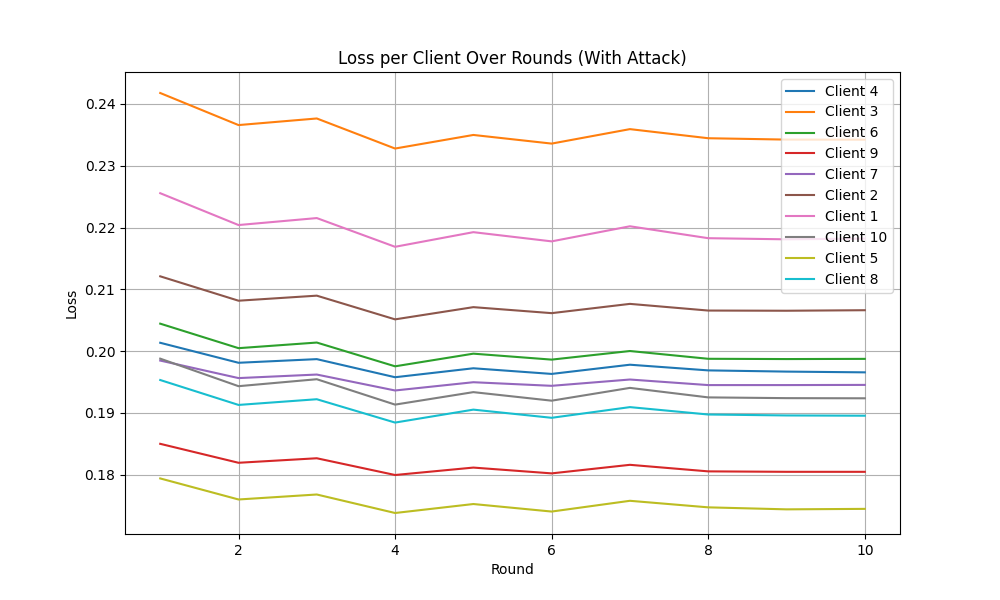 Loss per Client Over Rounds (With Attack)
Loss
0.24
0.23
0.22
0.21
0.20
0.19
0.18
Client 4
Client 3
Client 6
Client 9
Client 7
Client 2
Client 1
Client 10
Client 5
Client 8
2
4
6
8
10
Round